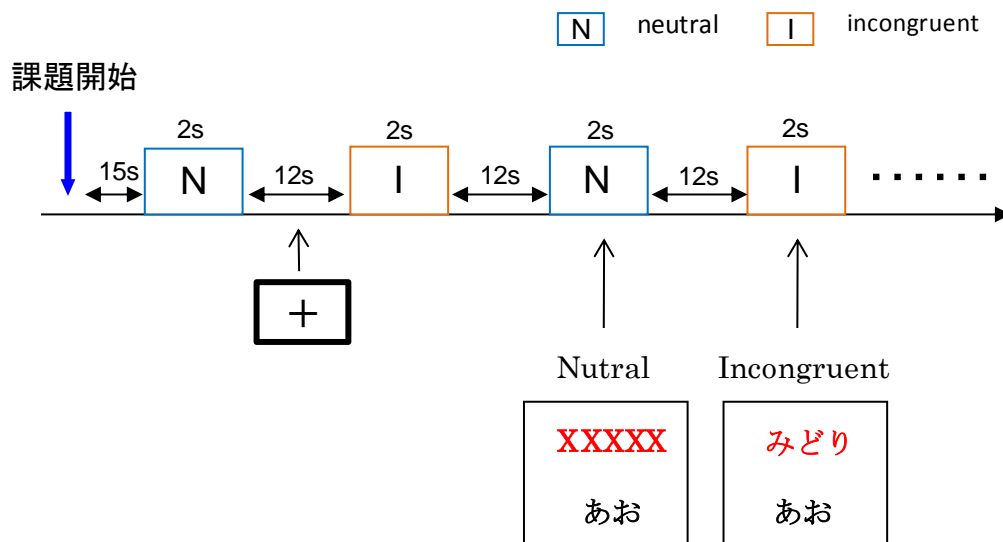 N neutral I incongruent
課題開始
2s 2s 2s 2s
15s N 12s I 12s N 12s I ・・・・・・
+
Nutral Incongruent
XXXXX みどり
あお あお